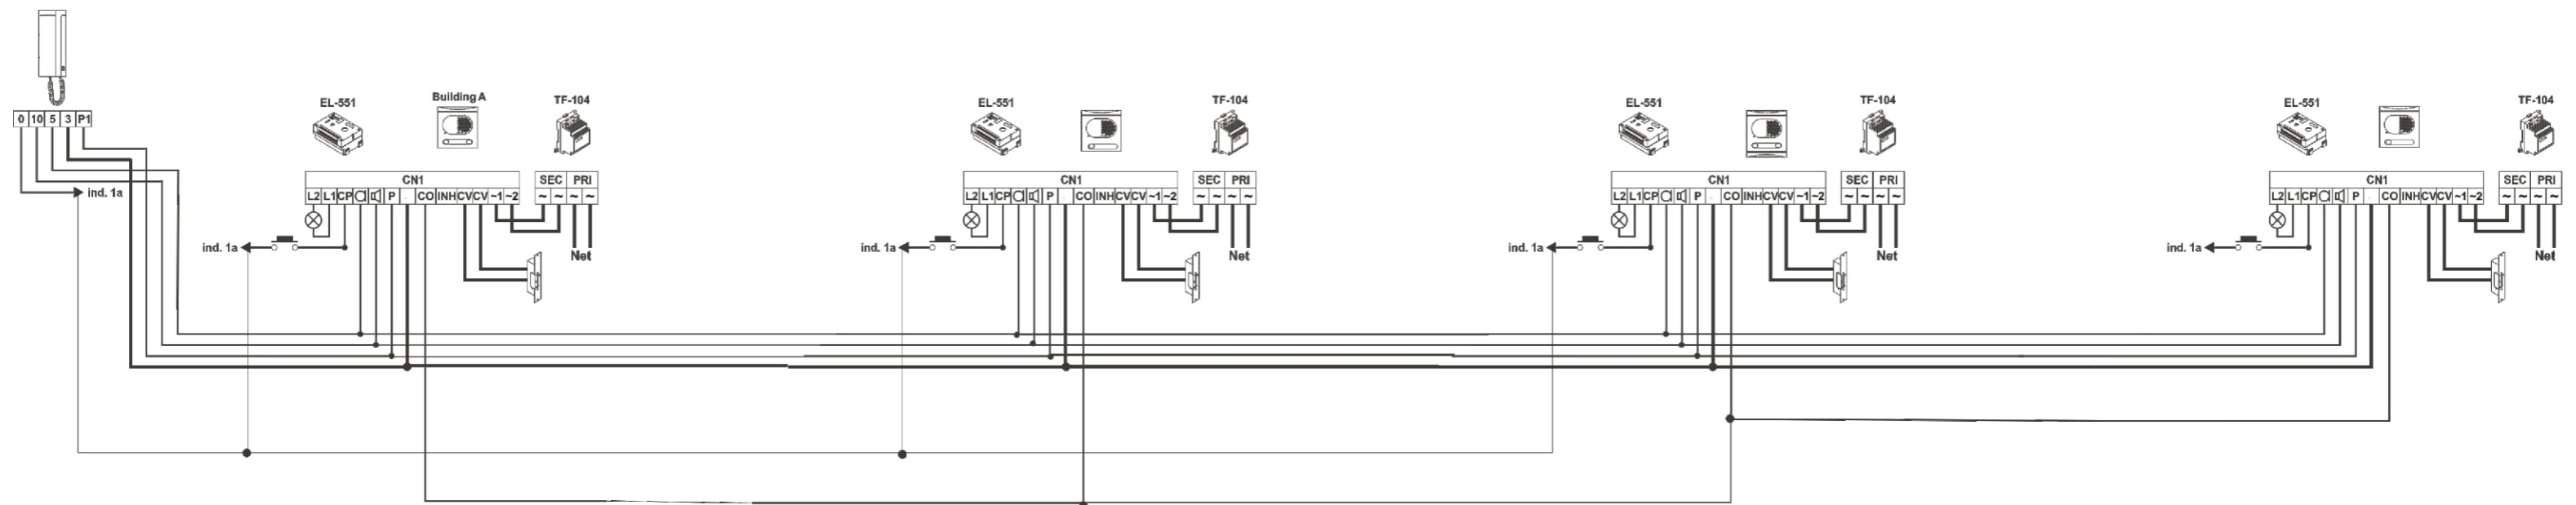 Building A
EL-551 TF-104 EL-551 TF-104 EL-551 TF-104 EL-551 TF-104
0 10 5 3 P1
CN1 SEC PRI CN1 SEC PRI CN1 SEC PRI CN1 SEC PRI
ind. 1a L2 L1 CP P CO INH CV CV ~1 ~2 ~ ~ ~ ~ L2 L1 CP P CO INH CV CV ~1 ~2 ~ ~ ~ ~ L2 L1 CP P CO INH CV CV ~1 ~2 ~ ~ ~ ~ L2 L1 CP P CO INH CV CV ~1 ~2 ~ ~ ~ ~
ind. 1a ind. 1a ind. 1a ind. 1a
Net Net Net Net